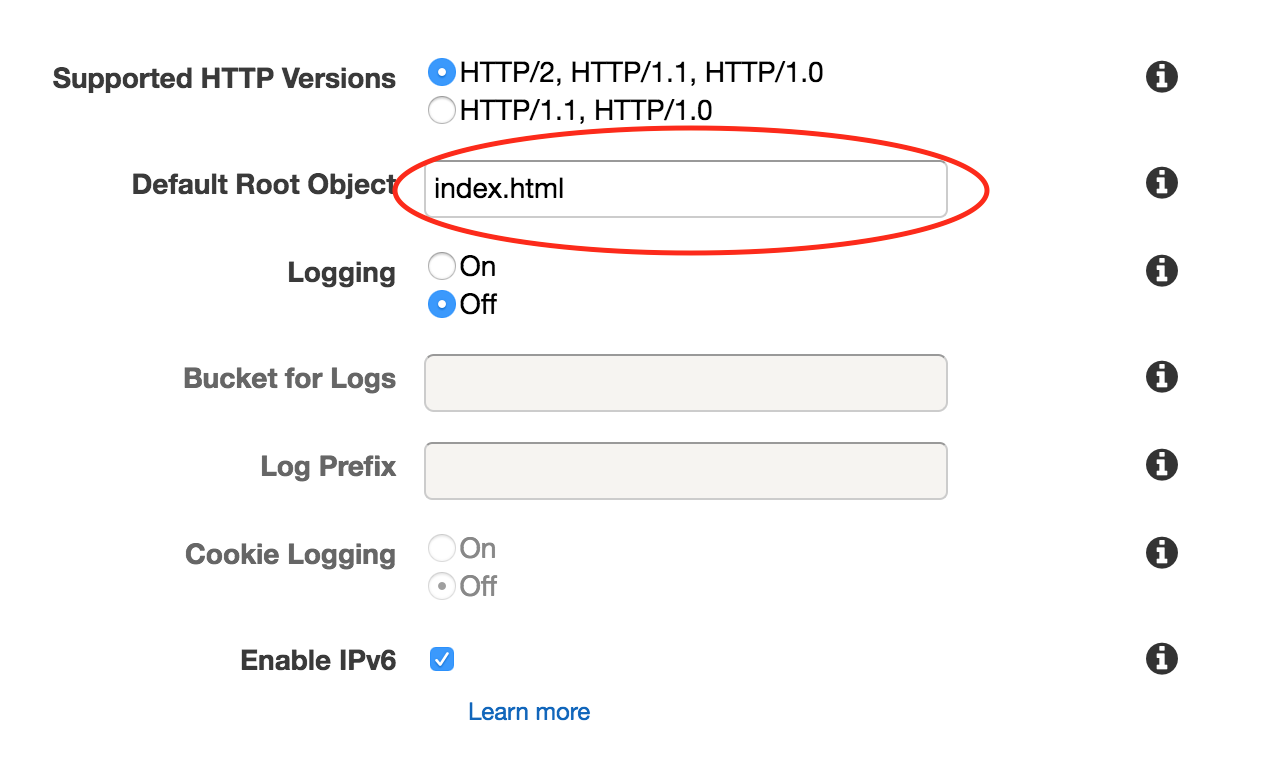 Supported HTTP Versions
HTTP/2, HTTP/1.1, HTTP/1.0
HTTP/1.1, HTTP/1.0
Default Root Object
index.html
Logging
On
Off
Bucket for Logs
Log Prefix
Cookie Logging
On
Off
Enable IPv6
Learn more